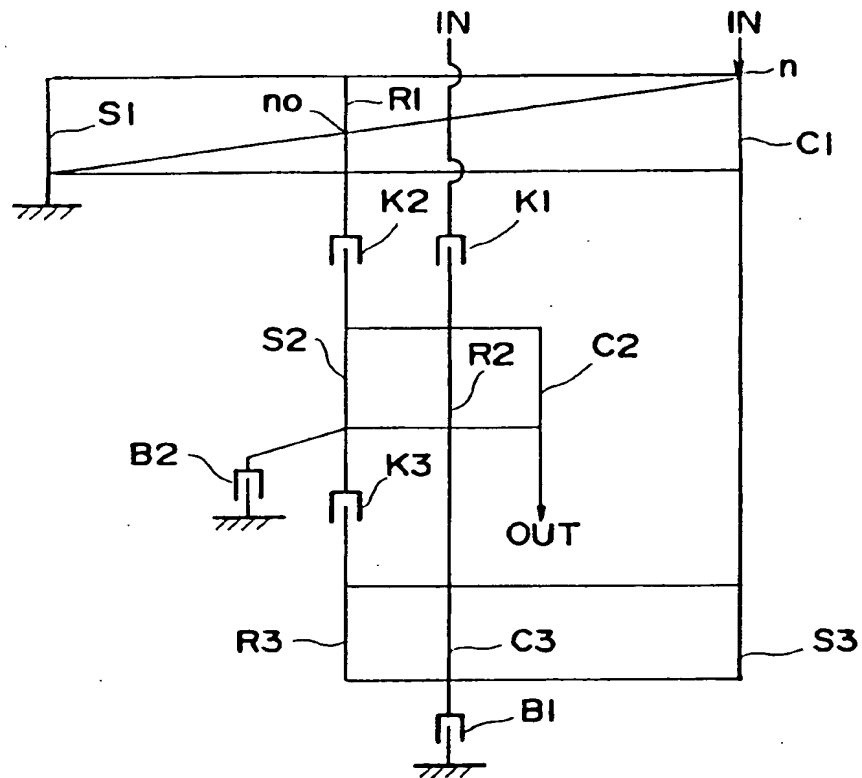 IN IN
n
S1 no R1
C1
K2 K1
S2 R2 C2
B2 K3
OUT
R3 C3 S3
B1